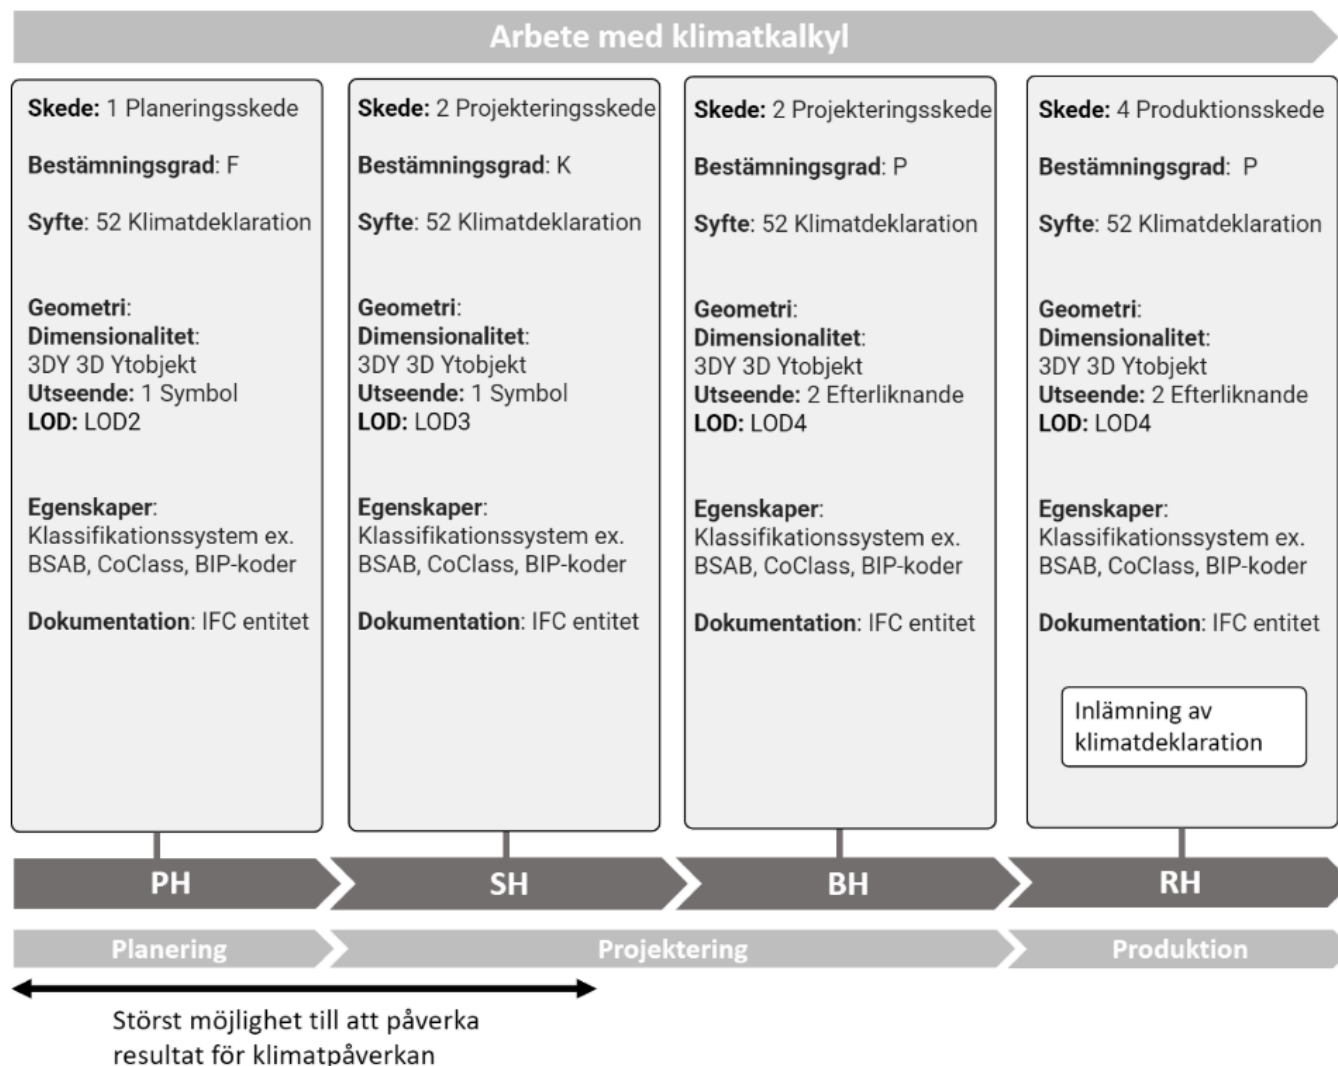 Arbete med klimatkalkyl
Skede: 1 Planeringsskede
Bestämningsgrad: F
Syfte: 52 Klimatdeklaration
Geometri:
Dimensionalitet:
3DY 3D Ytobjekt
Utseende: 1 Symbol
LOD: LOD2
Egenskaper:
Klassifikationssystem ex.
BSAB, CoClass, BIP-koder
Dokumentation: IFC entitet
Skede: 2 Projekteringsskede
Bestämningsgrad: K
Syfte: 52 Klimatdeklaration
Geometri:
Dimensionalitet:
3DY 3D Ytobjekt
Utseende: 1 Symbol
LOD: LOD3
Egenskaper:
Klassifikationssystem ex.
BSAB, CoClass, BIP-koder
Dokumentation: IFC entitet
Skede: 2 Projekteringsskede
Bestämningsgrad: P
Syfte: 52 Klimatdeklaration
Geometri:
Dimensionalitet:
3DY 3D Ytobjekt
Utseende: 2 Efterliknande
LOD: LOD4
Egenskaper:
Klassifikationssystem ex.
BSAB, CoClass, BIP-koder
Dokumentation: IFC entitet
Skede: 4 Produktionsskede
Bestämningsgrad: P
Syfte: 52 Klimatdeklaration
Geometri:
Dimensionalitet:
3DY 3D Ytobjekt
Utseende: 2 Efterliknande
LOD: LOD4
Egenskaper:
Klassifikationssystem ex.
BSAB, CoClass, BIP-koder
Dokumentation: IFC entitet
Inlämning av
klimatdeklaration
PH
SH
BH
RH
Planering
Projektering
Produktion
Störst möjlighet till att påverka
resultat för klimatpåverkan